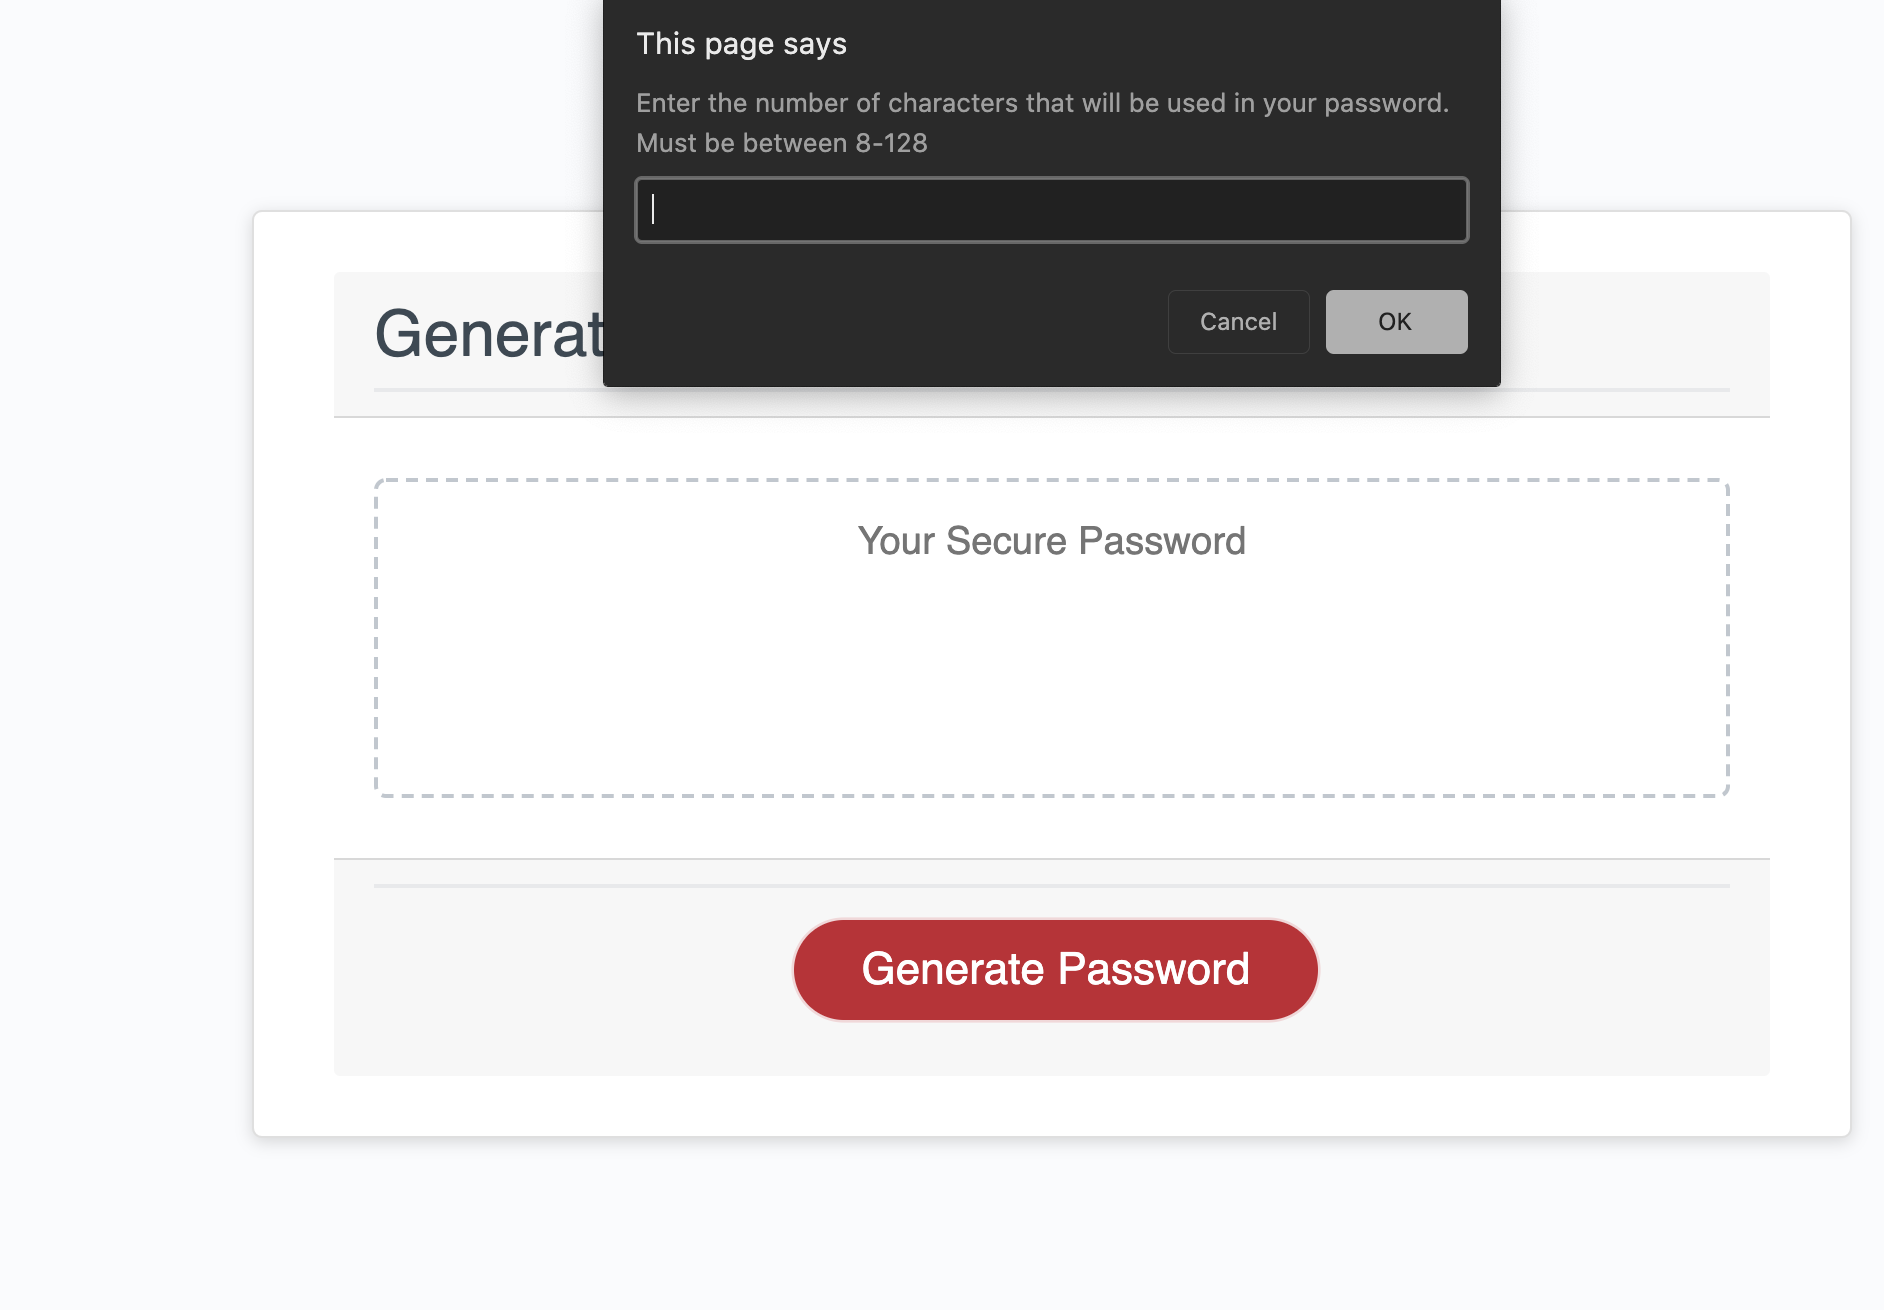 This page says
Enter the number of characters that will be used in your password.
Must be between 8-128
Cancel
OK
Generat
Your Secure Password
Generate Password